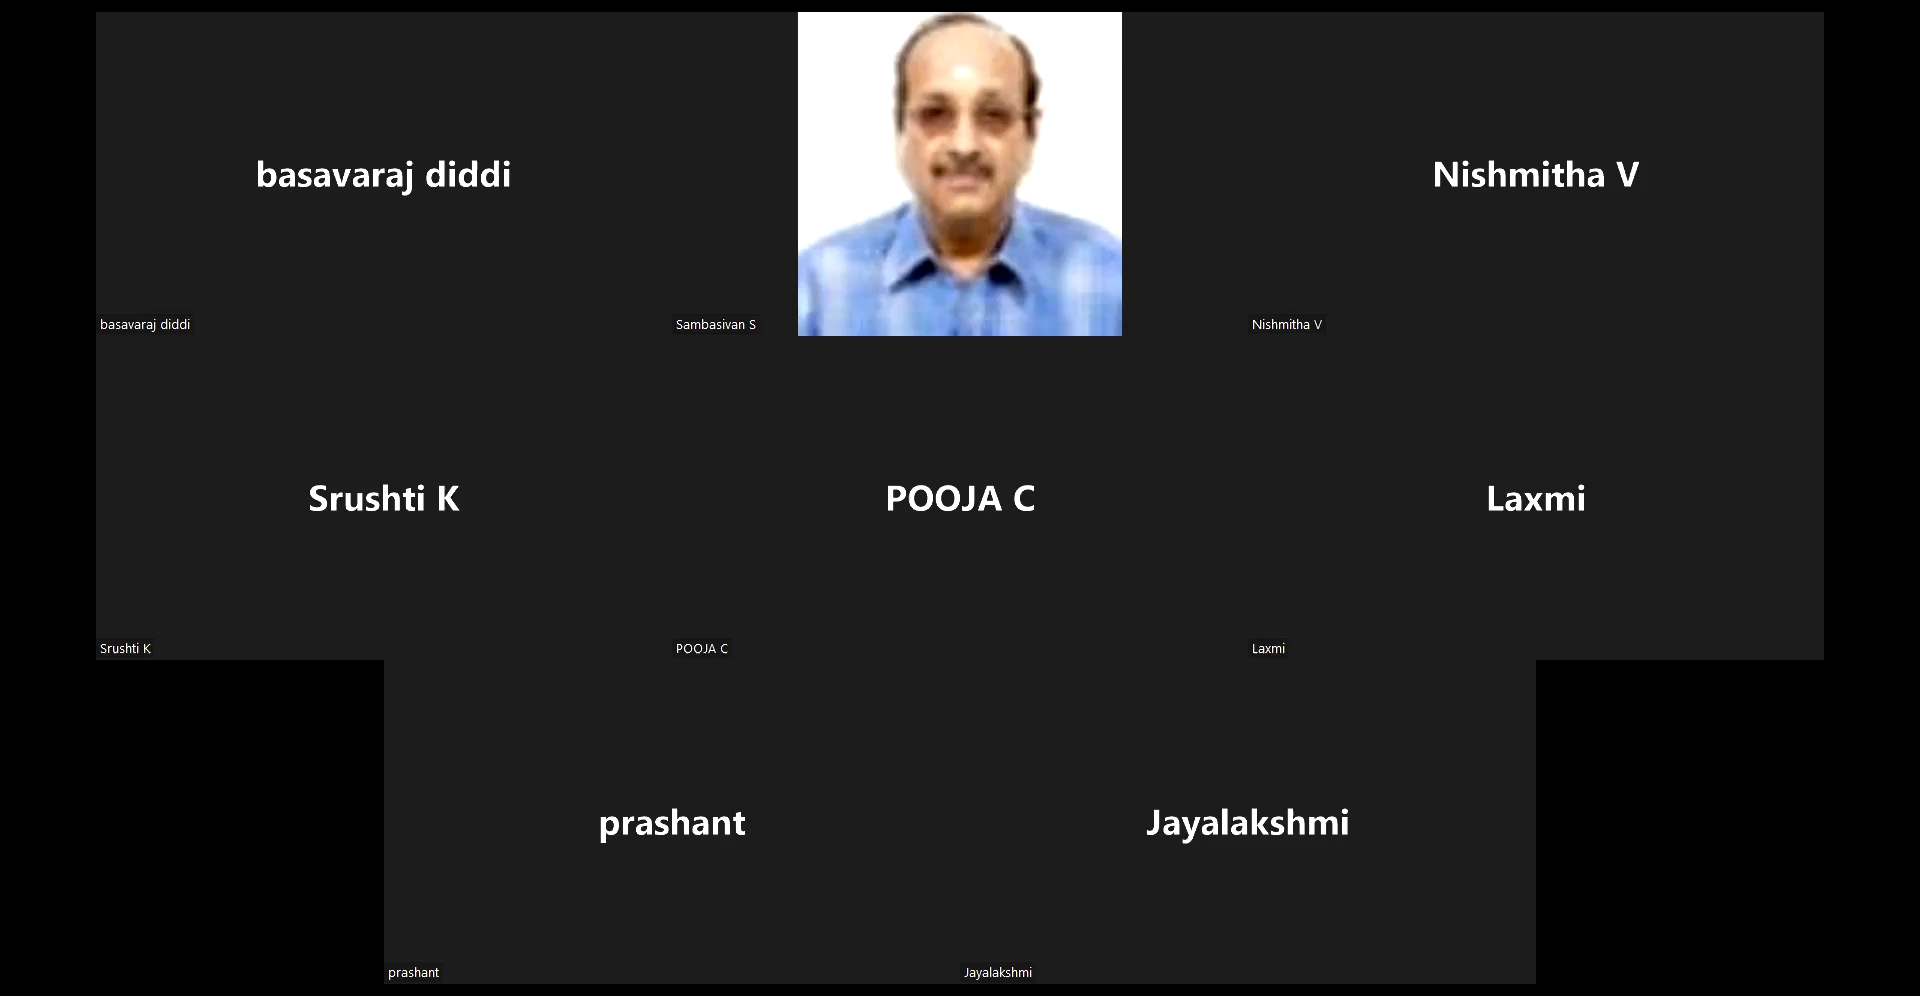 basavaraj diddi
Nishmitha V
basavaraj diddi
Sambasivan S
Nishmitha V
Srushti K
POOJA C
Laxmi
Srushti K
POOJA C
Laxmi
prashant
Jayalakshmi
prashant
Jayalakshmi